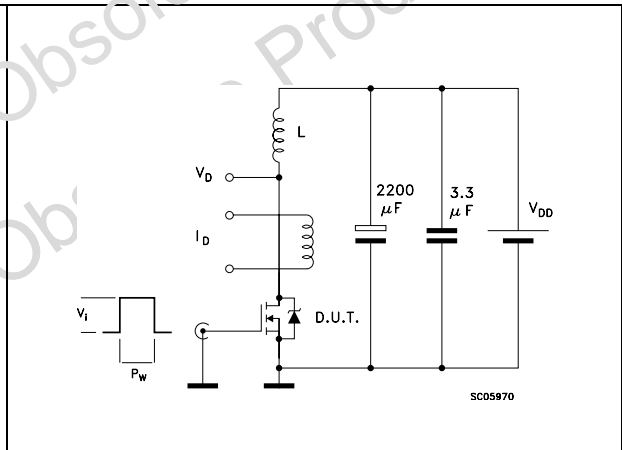 L
V_D
2200
μF
3.3
μF
V_DD
I_D
V_i
D.U.T.
P_W
SC05970